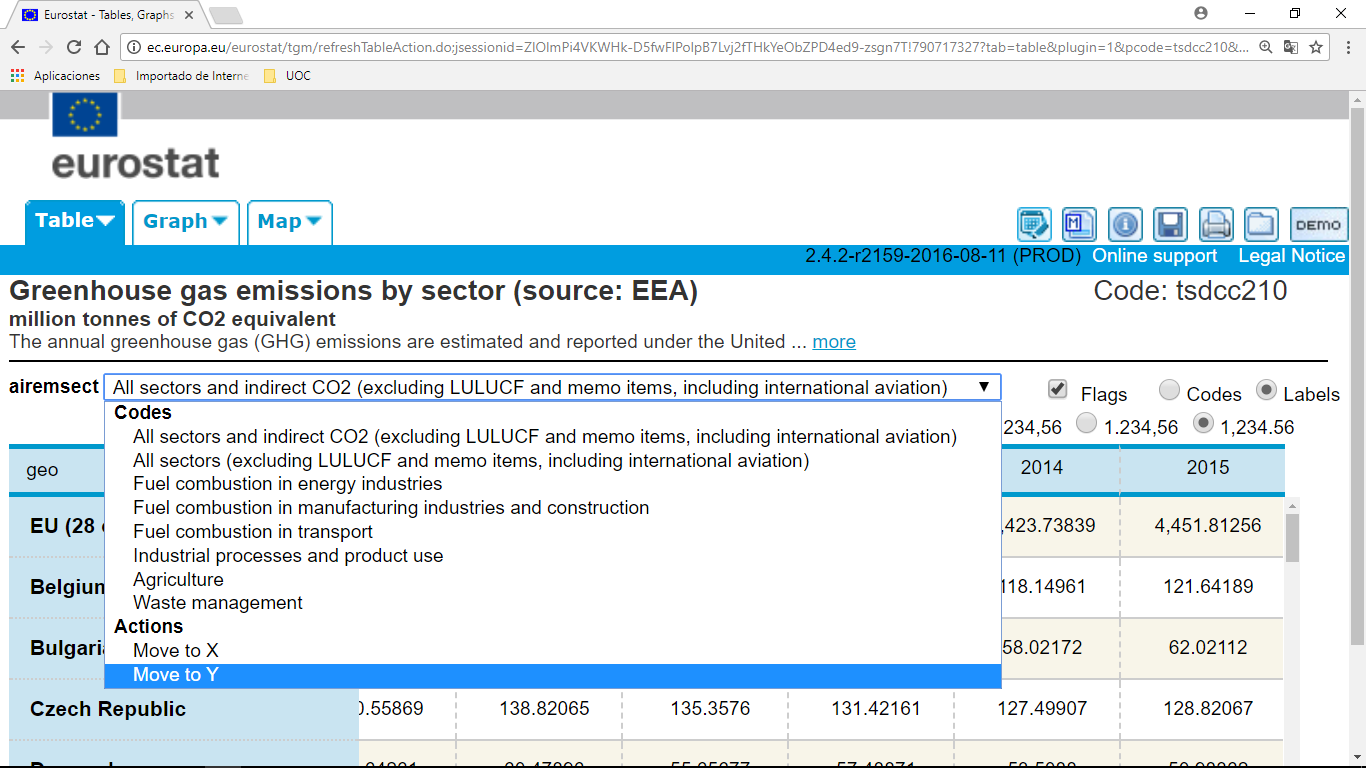 Eurostat - Tables, Graphs
ec.europa.eu/eurostat/tgm/refreshTableAction.do;jsessionid=ZIOImPi4VKWHk-D5fwFIPolpB7Lvj2fTHkYeObZPD4ed9-zsgn7T!790717327?tab=table&plugin=1&pcode=tsdcc210&...
Aplicaciones Importado de Interne UOC
eurostat
Table Graph Map M DEMO
2.4.2-r2159-2016-08-11 (PROD) Online support Legal Notice
Greenhouse gas emissions by sector (source: EEA) Code: tsdcc210
million tonnes of CO2 equivalent
The annual greenhouse gas (GHG) emissions are estimated and reported under the United ... more
airemsect All sectors and indirect CO2 (excluding LULUCF and memo items, including international aviation) Flags Codes Labels
Codes
234,56 1.234,56 1,234.56
All sectors and indirect CO2 (excluding LULUCF and memo items, including international aviation)
All sectors (excluding LULUCF and memo items, including international aviation)
geo 2014 2015
Fuel combustion in energy industries
Fuel combustion in manufacturing industries and construction
EU (28 ,423.73839 4,451.81256
Fuel combustion in transport
Industrial processes and product use
Agriculture
Belgium 118.14961 121.64189
Waste management
Actions
Move to X
Bulgari 58.02172 62.02112
Move to Y
Czech Republic 0.55869 138.82065 135.3576 131.42161 127.49907 128.82067